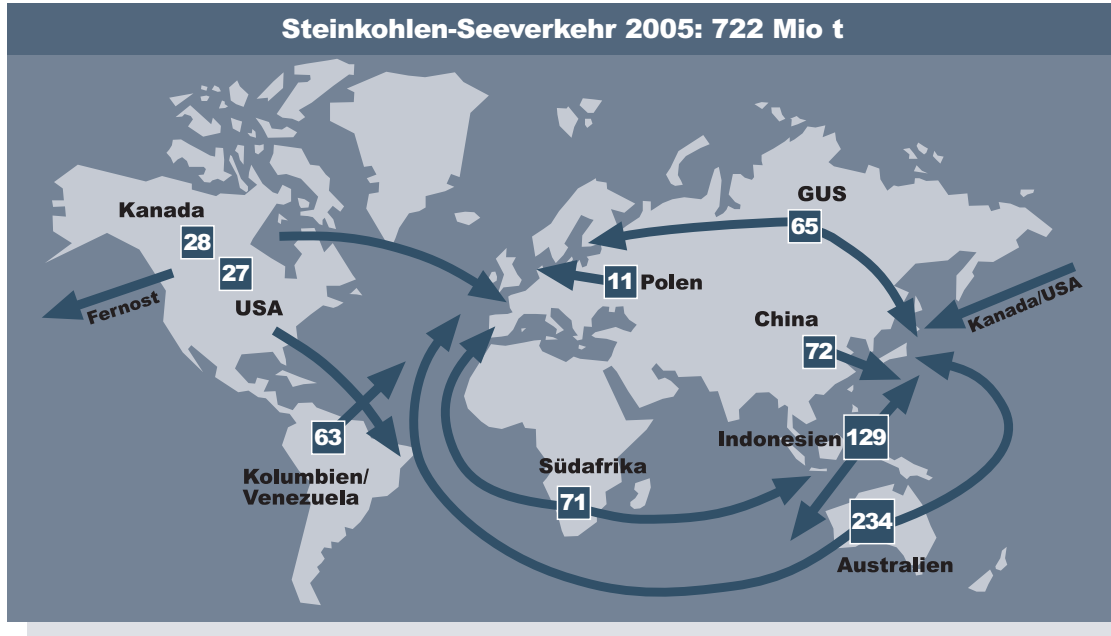 Steinkohlen-Seeverkehr 2005: 722 Mio t
GUS
Kanada
65
28
27
11 Polen
Fernost
USA
Kanada/USA
China
72
63
Indonesien 129
Kolumbien/
Venezuela
Südafrika
71
234
Australien